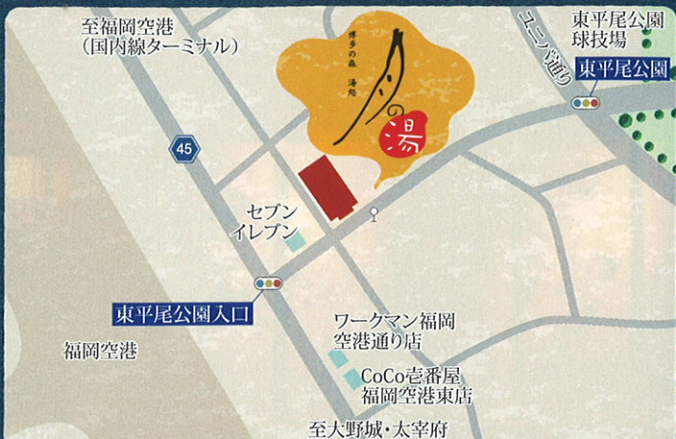 至福岡空港
(国内線ターミナル)
博多の森 湯処
月の湯
ユニバ通り
東平尾公園
球技場
東平尾公園
45
セブン
イレブン
東平尾公園入口
福岡空港
ワークマン福岡
空港通り店
CoCo壱番屋
福岡空港東店
至大野城・太宰府